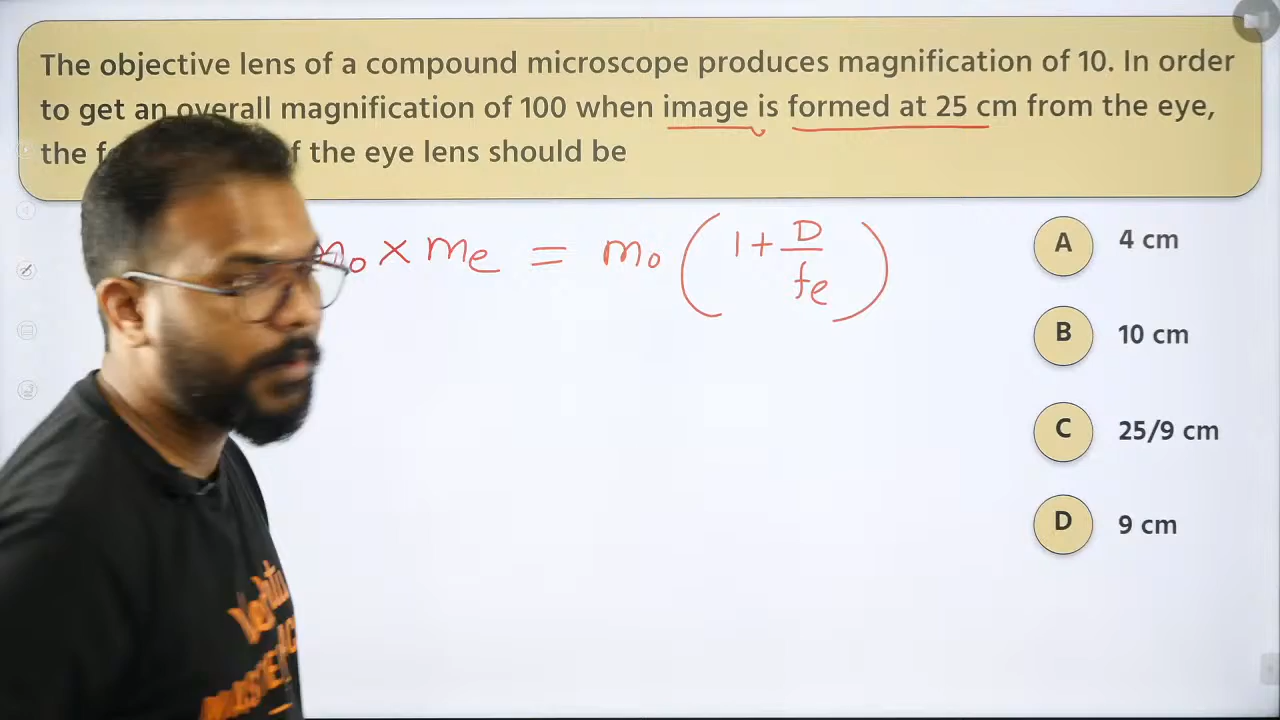 The objective lens of a compound microscope produces magnification of 10. In order
to get an overall magnification of 100 when image is formed at 25 cm from the eye,
the of the eye lens should be
m₀ × me = m₀ (1 + D/fe)
A 4 cm
B 10 cm
C 25/9 cm
D 9 cm